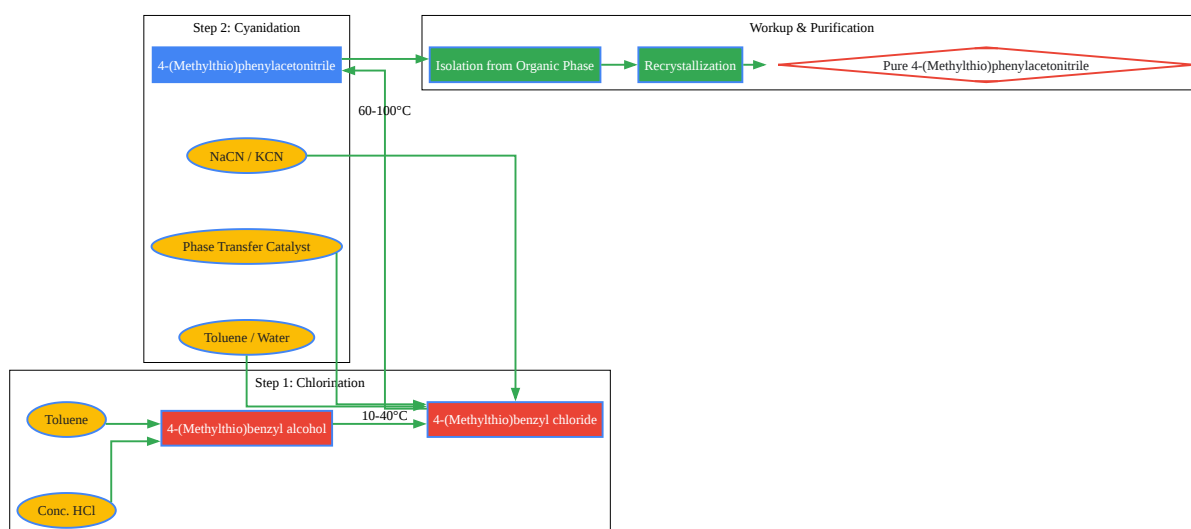 Step 2: Cyanidation
Workup & Purification
4-(Methylthio)phenylacetonitrile
Isolation from Organic Phase
Recrystallization
Pure 4-(Methylthio)phenylacetonitrile
60-100°C
NaCN / KCN
Phase Transfer Catalyst
Toluene / Water
Step 1: Chlorination
Toluene
4-(Methylthio)benzyl alcohol
10-40°C
4-(Methylthio)benzyl chloride
Conc. HCl